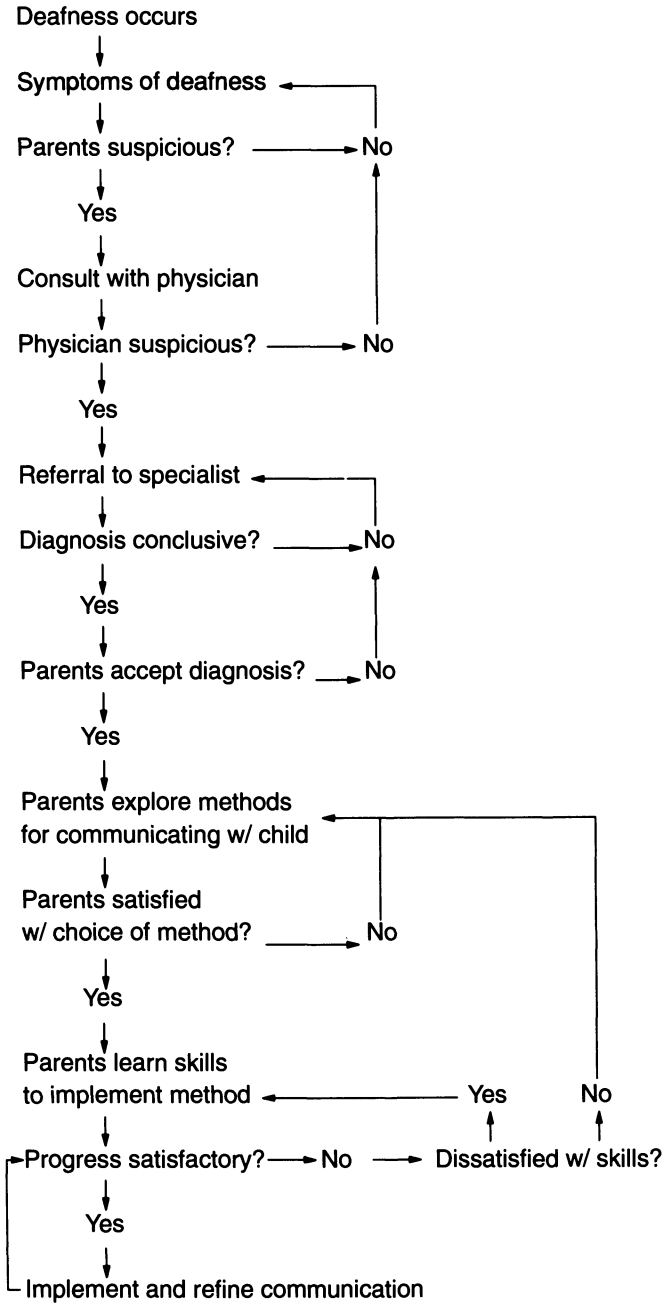 Deafness occurs
Symptoms of deafness
Parents suspicious? No
Yes
Consult with physician
Physician suspicious? No
Yes
Referral to specialist
Diagnosis conclusive? No
Yes
Parents accept diagnosis? No
Yes
Parents explore methods
for communicating w/ child
Parents satisfied
w/ choice of method? No
Yes
Parents learn skills
to implement method Yes No
Progress satisfactory? No Dissatisfied w/ skills?
Yes
Implement and refine communication